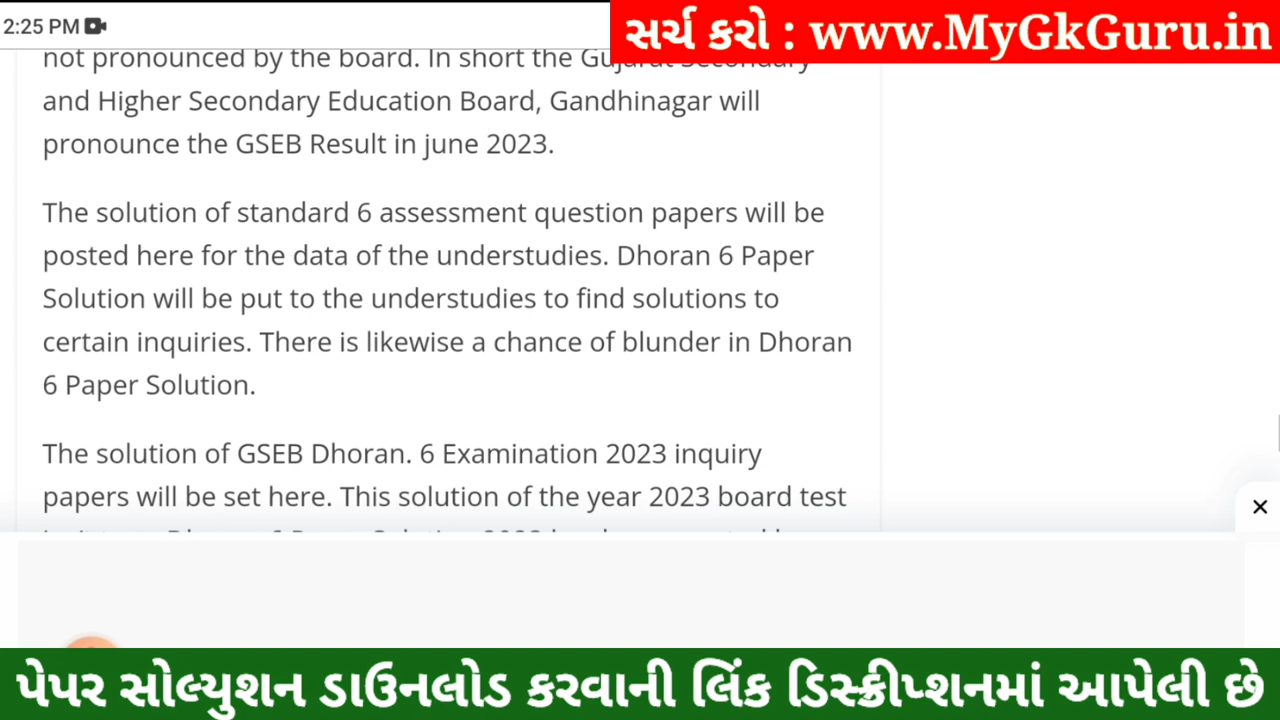 2:25 PM
સર્ચ કરો : www.MyGkGuru.in
not pronounced by the board. In short the Gujarat Secondary
and Higher Secondary Education Board, Gandhinagar will
pronounce the GSEB Result in june 2023.
The solution of standard 6 assessment question papers will be
posted here for the data of the understudies. Dhoran 6 Paper
Solution will be put to the understudies to find solutions to
certain inquiries. There is likewise a chance of blunder in Dhoran
6 Paper Solution.
The solution of GSEB Dhoran. 6 Examination 2023 inquiry
papers will be set here. This solution of the year 2023 board test
પેપર સોલ્યુશન ડાઉનલોડ કરવાની લિંક ડિસ્ક્રીપ્શનમાં આપેલી છે